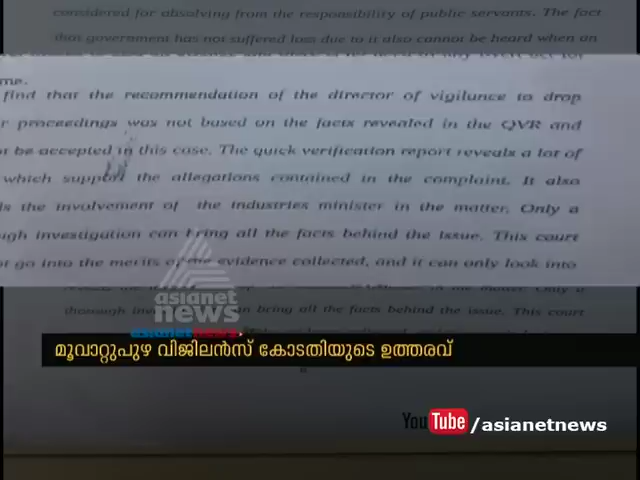 considered for absolving from the responsibility of public servants. The fact
that government has not suffered loss due to it also cannot be heard when an
me.
find that the recommendation of the director of vigilunce to drop
r proceedings was not based on the facts revealed in the QVR and
ot be accepted in this case. The quick verification report reveals a lot of
which support the allegations contained in the complaint. It also
ls the involvement of the industries minister in the matter. Only a
ugh investigation can bring all the facts behind the issue. This court
ot go into the merits of the evidence collected, and it can only look into
asianet
news
thorough can bring all the facts behind the issue. This court
asianet news
മൂവാറ്റുപുഴ വിജിലൻസ് കോടതിയുടെ ഉത്തരവ്
YouTube /asianetnews